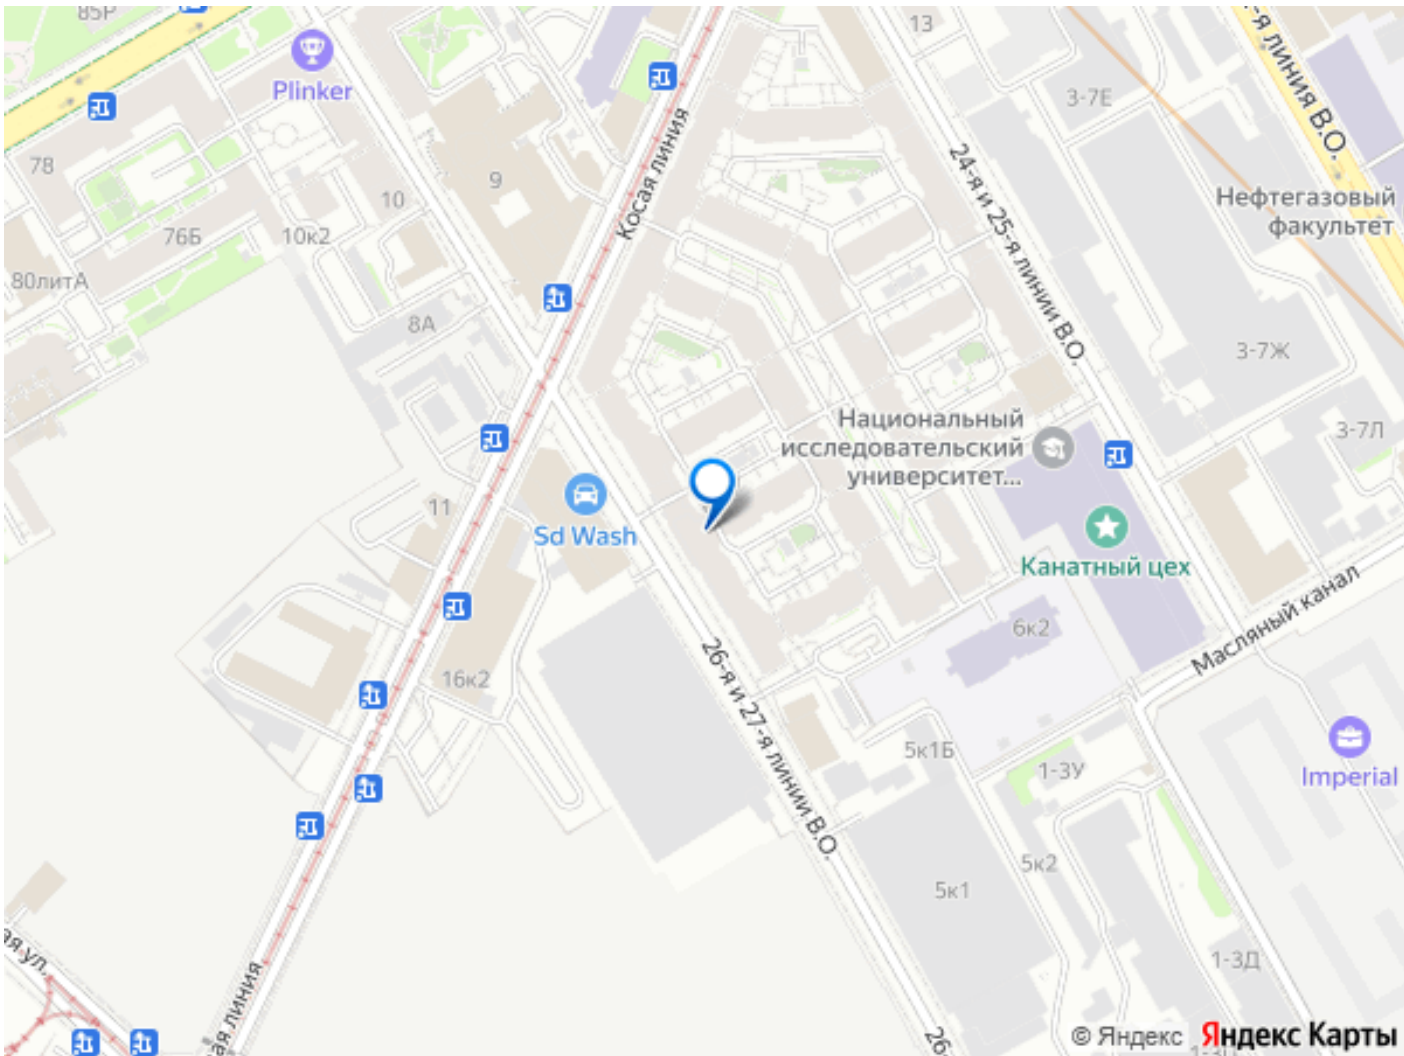 85Р
Plinker
13
3-7Е
-я линия В.О.
78
10
9
Косая линия
24-я и 25-я линии В.О.
Нефтегазовый
факультет
76Б
10к2
80литА
8А
3-7Ж
Национальный
исследовательский
университет...
3-7Л
11
Sd Wash
Канатный цех
Масляный канал
6к2
16к2
26-я и 27-я линии В.О.
5к1Б
1-3У
Imperial
5к2
5к1
ая ул.
1-3Д
ая линия
26-
© Яндекс
Яндекс Карты